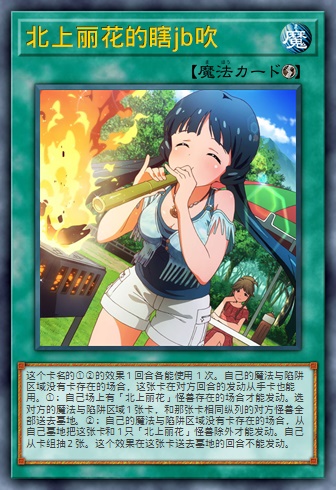 北上丽花的瞎jb吹
魔
【魔法カード】
这个卡名的①②的效果1回合各能使用1次。自己的魔法与陷阱
区域没有卡存在的场合，这张卡在对方回合的发动从手卡也能
用。①：自己场上有「北上丽花」怪兽存在的场合才能发动。选
对方的魔法与陷阱区域1张卡，和那张卡相同纵列的对方怪兽全
部送去墓地。②：自己场上没有卡存在的场合，从
自己墓地把这张卡和1只「北上丽花」怪兽除外才能发动。自己
从卡组抽2张。这个效果在这张卡送去墓地的回合不能发动。